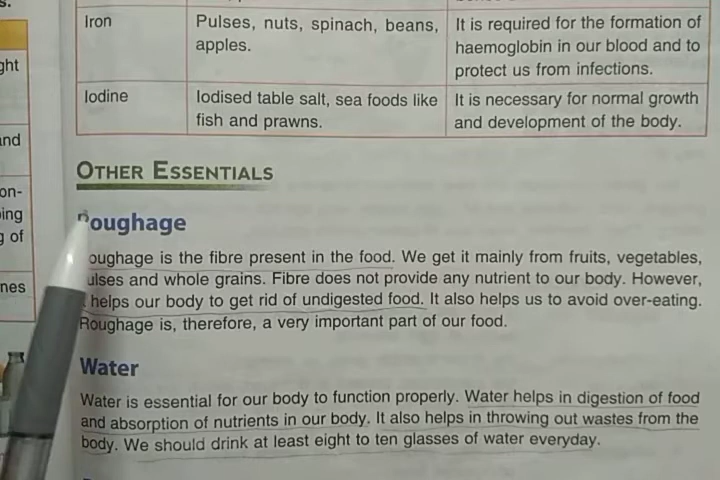 s.
ght
and
on-
ing
g of
nes
Iron
Pulses, nuts, spinach, beans,
apples.
It is required for the formation of
haemoglobin in our blood and to
protect us from infections.
Iodine
Iodised table salt, sea foods like
fish and prawns.
It is necessary for normal growth
and development of the body.
OTHER ESSENTIALS
Roughage
oughage is the fibre present in the food. We get it mainly from fruits, vegetables,
ulses and whole grains. Fibre does not provide any nutrient to our body. However,
helps our body to get rid of undigested food. It also helps us to avoid over-eating.
Roughage is, therefore, a very important part of our food.
Water
Water is essential for our body to function properly. Water helps in digestion of food
and absorption of nutrients in our body. It also helps in throwing out wastes from the
body. We should drink at least eight to ten glasses of water everyday.